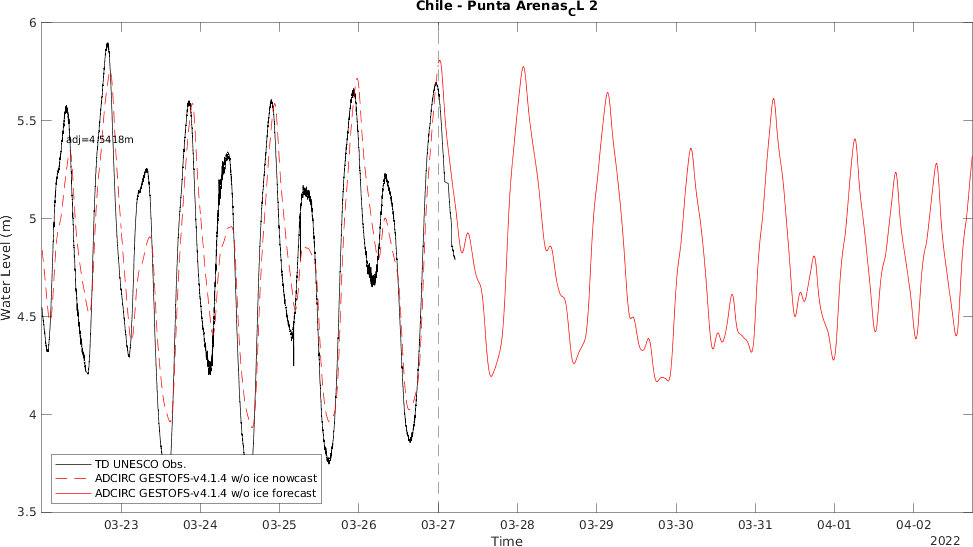 Chile - Punta Arenas_CL 2
6
5.5
5
4.5
4
3.5
Water Level (m)
adj=4.5418m
TD UNESCO Obs.
ADCIRC GESTOFS-v4.1.4 w/o ice nowcast
ADCIRC GESTOFS-v4.1.4 w/o ice forecast
03-23 03-24 03-25 03-26 03-27 03-28 03-29 03-30 03-31 04-01 04-02
Time
2022